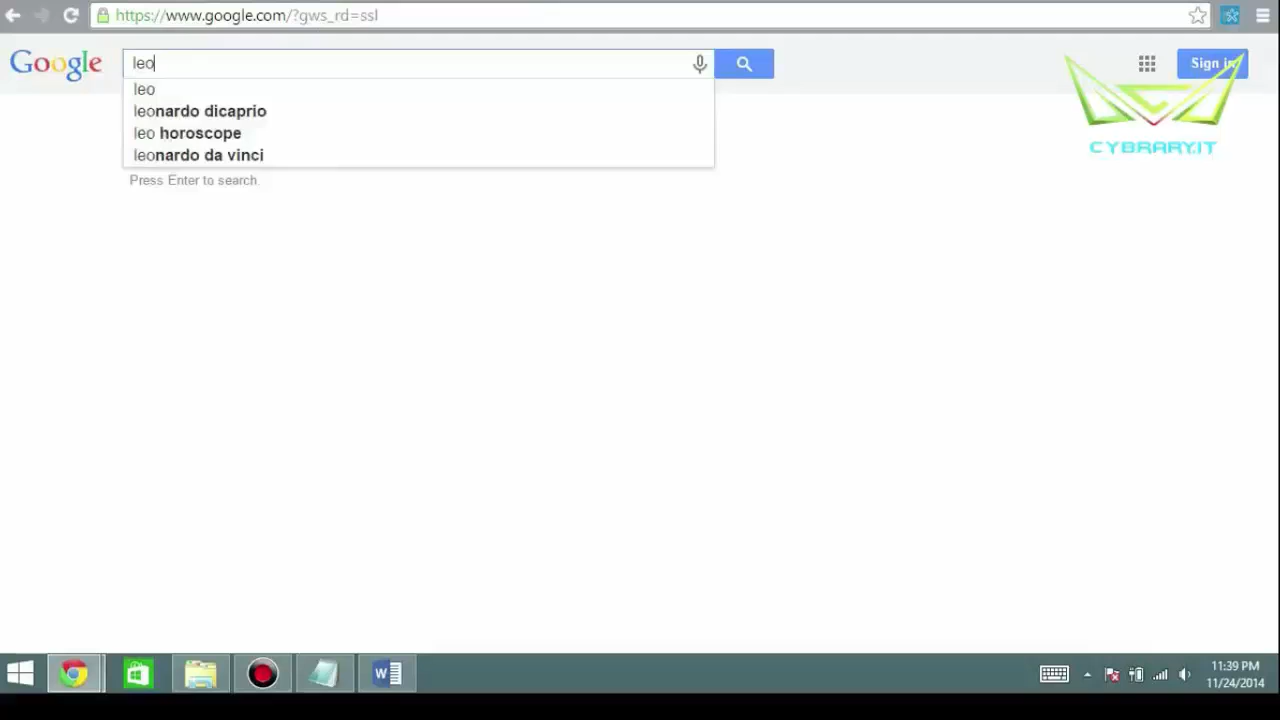 https://www.google.com/?gws_rd=ssl
Google
leo
Sign in
leo
leonardo dicaprio
leo horoscope
leonardo da vinci
Press Enter to search.
CYBRARY.IT
W
11:39 PM
11/24/2014